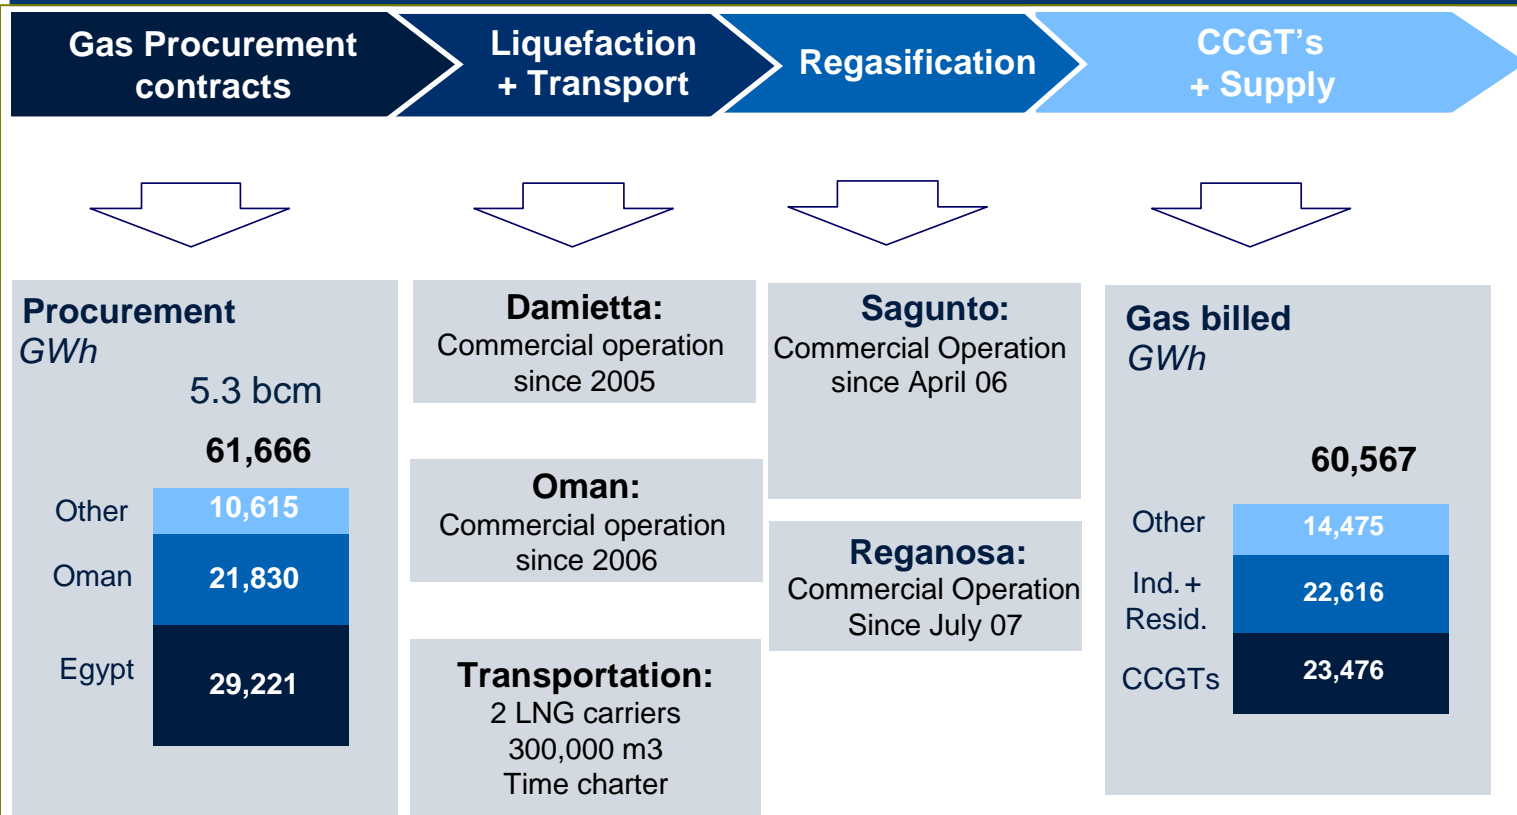 Gas Procurement
contracts
Liquefaction
+ Transport
Regasification
CCGT's
+ Supply
Procurement
GWh
5.3 bcm
61,666
Other
10,615
Oman
21,830
Egypt
29,221
Damietta:
Commercial operation
since 2005
Oman:
Commercial operation
since 2006
Transportation:
2 LNG carriers
300,000 m3
Time charter
Sagunto:
Commercial Operation
since April 06
Reganosa:
Commercial Operation
Since July 07
Gas billed
GWh
60,567
Other
14,475
Ind. +
Resid.
22,616
CCGTs
23,476